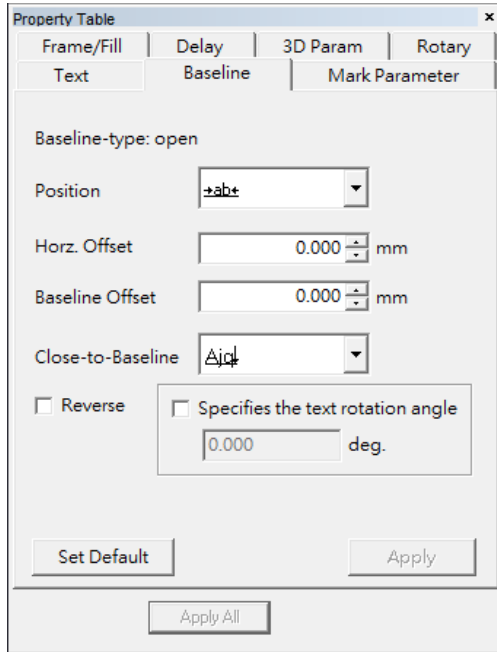 Property Table x
Frame/Fill Delay 3D Param Rotary
Text Baseline Mark Parameter
Baseline-type: open
Position →ab←
Horz. Offset 0.000 mm
Baseline Offset 0.000 mm
Close-to-Baseline Ajq
Reverse Specifies the text rotation angle
0.000 deg.
Set Default Apply
Apply All